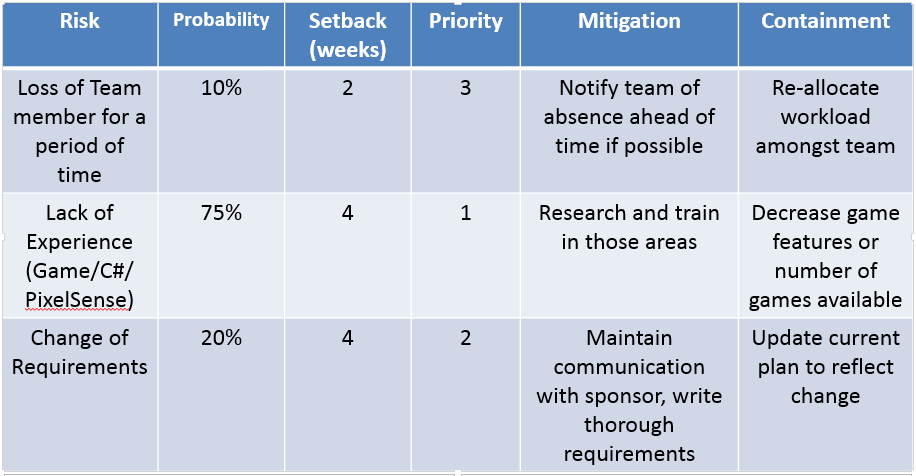 Risk
Probability
Setback
(weeks)
Priority
Mitigation
Containment
Loss of Team
member for a
period of
time
10%
2
3
Notify team of
absence ahead of
time if possible
Re-allocate
workload
amongst team
Lack of
Experience
(Game/C#/
PixelSense)
75%
4
1
Research and train
in those areas
Decrease game
features or
number of
games available
Change of
Requirements
20%
4
2
Maintain
communication
with sponsor, write
thorough
requirements
Update current
plan to reflect
change